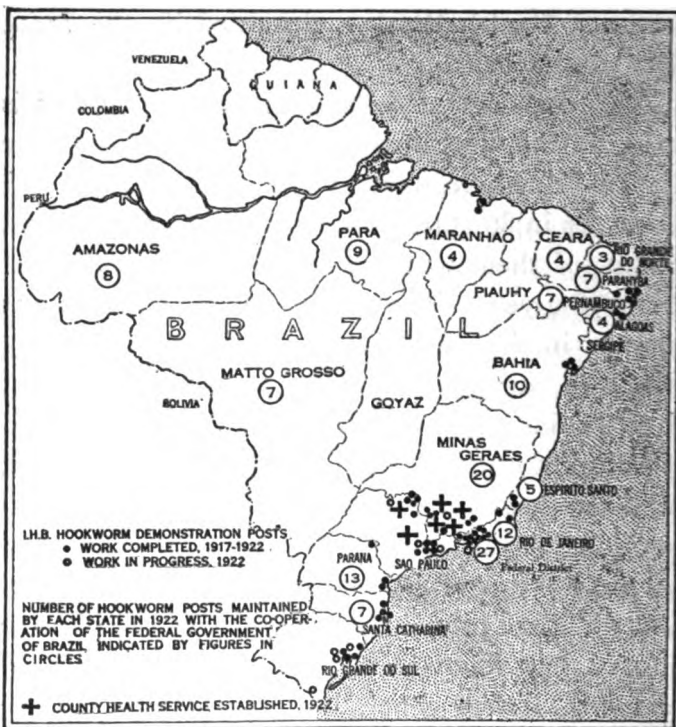 VENEZUELA
GUIANA
COLOMBIA
PERU
AMAZONAS
8
PARA
9
MARANHAO
4
CEARA
4
3
RIO GRANDE
DO NORTE
7
PARAHYBA
PIAUHY
7
PERNAMBUCO
4
ALAGOAS
SERGIPE
BRAZIL
MATTO GROSSO
7
BOLIVIA
GOYAZ
BAHIA
10
MINAS
GERAES
20
5
ESPIRITO SANTO
12
RIO DE JANEIRO
27
Federal District
SAO PAULO
PARANA
13
7
SANTA CATHARINA
RIO GRANDE DO SUL
I.H.B. HOOKWORM DEMONSTRATION POSTS
WORK COMPLETED, 1917-1922
WORK IN PROGRESS, 1922
NUMBER OF HOOKWORM POSTS MAINTAINED
BY EACH STATE IN 1922 WITH THE CO-OPER-
ATION OF THE FEDERAL GOVERNMENT
OF BRAZIL, INDICATED BY FIGURES IN
CIRCLES
COUNTY HEALTH SERVICE ESTABLISHED, 1922